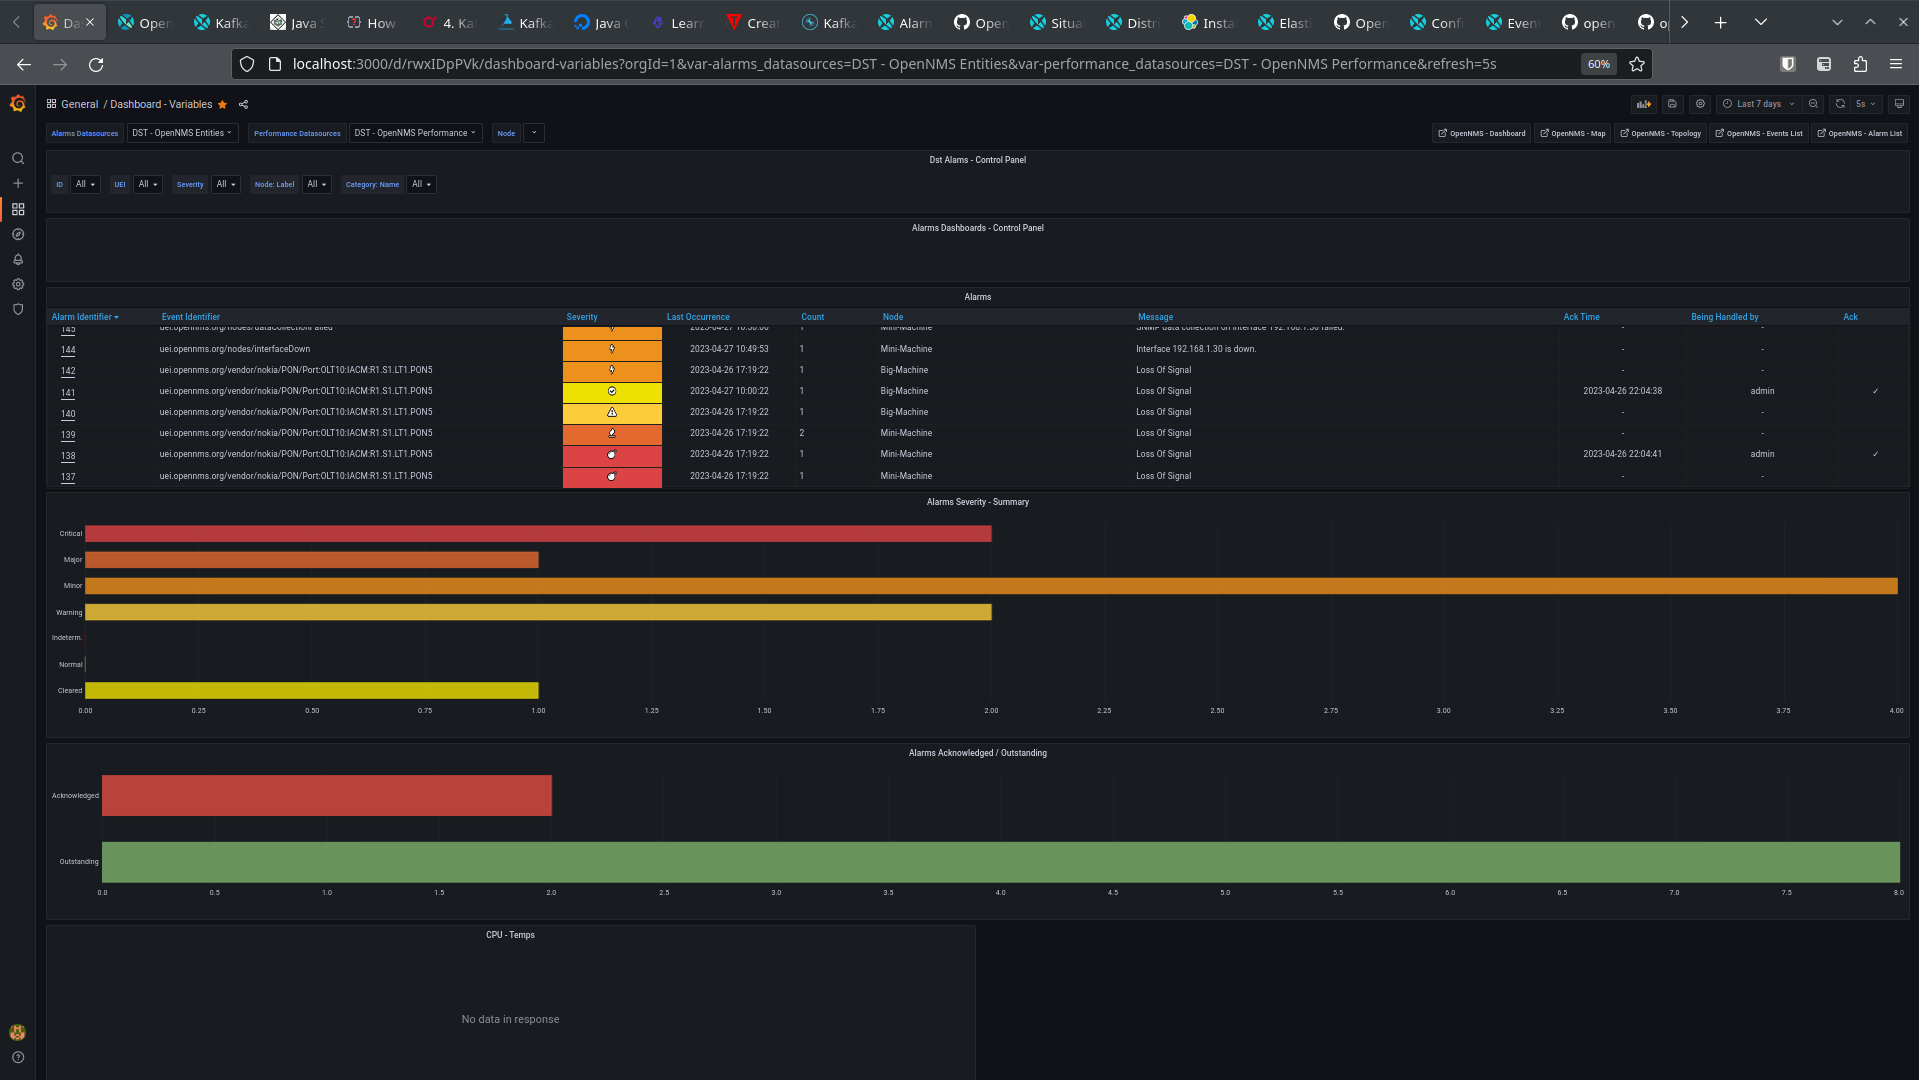 Da Open Kafk Java How 4. Ka Kafk Java Lear Creat Kafk Alarr Open Situa Distr Insta Elast Open Confi Even open op
localhost:3000/d/rwxIDpPVk/dashboard-variables?orgId=1&var-alarms_datasources=DST - OpenNMS Entities&var-performance_datasources=DST - OpenNMS Performance&refresh=5s 60%
General / Dashboard - Variables Last 7 days 5s
Alarms Datasources DST - OpenNMS Entities Performance Datasources DST - OpenNMS Performance Node OpenNMS - Dashboard OpenNMS - Map OpenNMS - Topology OpenNMS - Events List OpenNMS - Alarm List
Dst Alams - Control Panel
ID All UEI All Severity All Node: Label All Category: Name All
Alarms Dashboards - Control Panel
Alarms
Alarm Identifier Event Identifier Severity Last Occurrence Count Node Message Ack Time Being Handled by Ack
145 uei.opennms.org/nodes/dataCollectionFailed 1 Mini-Machine SNMP data collection on interface 192.168.1.30 failed. - -
144 uei.opennms.org/nodes/interfaceDown 2023-04-27 10:49:53 1 Mini-Machine Interface 192.168.1.30 is down. - -
142 uei.opennms.org/vendor/nokia/PON/Port:OLT10:IACM:R1.S1.LT1.PON5 2023-04-26 17:19:22 1 Big-Machine Loss Of Signal - -
141 uei.opennms.org/vendor/nokia/PON/Port:OLT10:IACM:R1.S1.LT1.PON5 2023-04-27 10:00:22 1 Big-Machine Loss Of Signal 2023-04-26 22:04:38 admin ✓
140 uei.opennms.org/vendor/nokia/PON/Port:OLT10:IACM:R1.S1.LT1.PON5 2023-04-26 17:19:22 1 Big-Machine Loss Of Signal - -
139 uei.opennms.org/vendor/nokia/PON/Port:OLT10:IACM:R1.S1.LT1.PON5 2023-04-26 17:19:22 2 Mini-Machine Loss Of Signal - -
138 uei.opennms.org/vendor/nokia/PON/Port:OLT10:IACM:R1.S1.LT1.PON5 2023-04-26 17:19:22 1 Mini-Machine Loss Of Signal 2023-04-26 22:04:41 admin ✓
137 uei.opennms.org/vendor/nokia/PON/Port:OLT10:IACM:R1.S1.LT1.PON5 2023-04-26 17:19:22 1 Mini-Machine Loss Of Signal - -
Alarms Severity - Summary
Critical
Major
Minor
Warning
Indeterm.
Normal
Cleared
0.00 0.25 0.50 0.75 1.00 1.25 1.50 1.75 2.00 2.25 2.50 2.75 3.00 3.25 3.50 3.75 4.00
Alarms Acknowledged / Outstanding
Acknowledged
Outstanding
0.0 0.5 1.0 1.5 2.0 2.5 3.0 3.5 4.0 4.5 5.0 5.5 6.0 6.5 7.0 7.5 8.0
CPU - Temps
No data in response